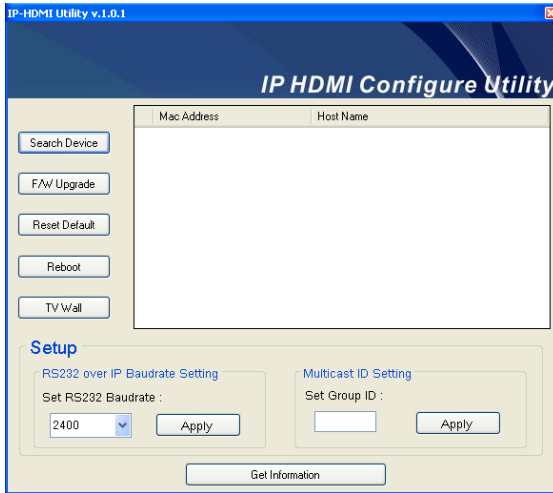 IP-HDMI Utility v.1.0.1
IP HDMI Configure Utility
Mac Address Host Name
Search Device
F/W Upgrade
Reset Default
Reboot
TV Wall
Setup
RS232 over IP Baudrate Setting
Set RS232 Baudrate :
2400 Apply
Multicast ID Setting
Set Group ID :
Apply
Get Information